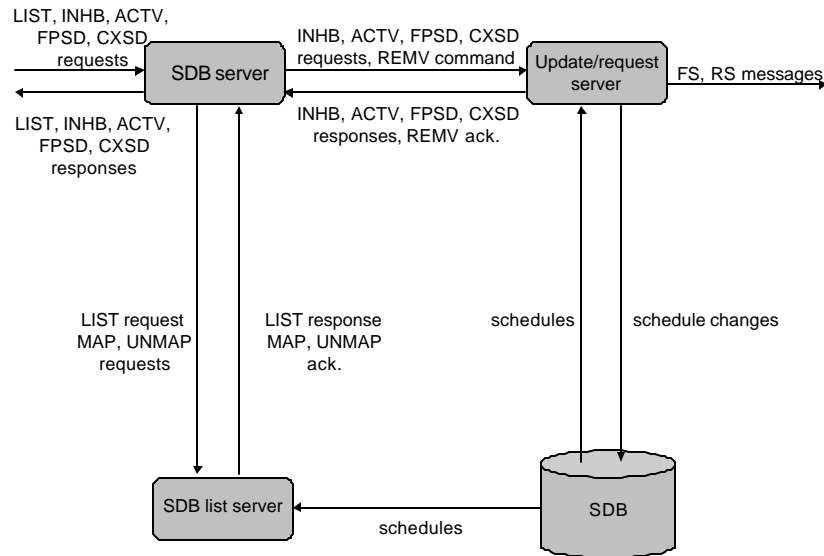 LIST, INHB, ACTV,
FPSD, CXSD
requests
SDB server
INHB, ACTV, FPSD, CXSD
requests, REMV command
Update/request
server
FS, RS messages
LIST, INHB, ACTV,
FPSD, CXSD
responses
INHB, ACTV, FPSD, CXSD
responses, REMV ack.
LIST request
MAP, UNMAP
requests
LIST response
MAP, UNMAP
ack.
schedules
schedule changes
SDB list server
schedules
SDB